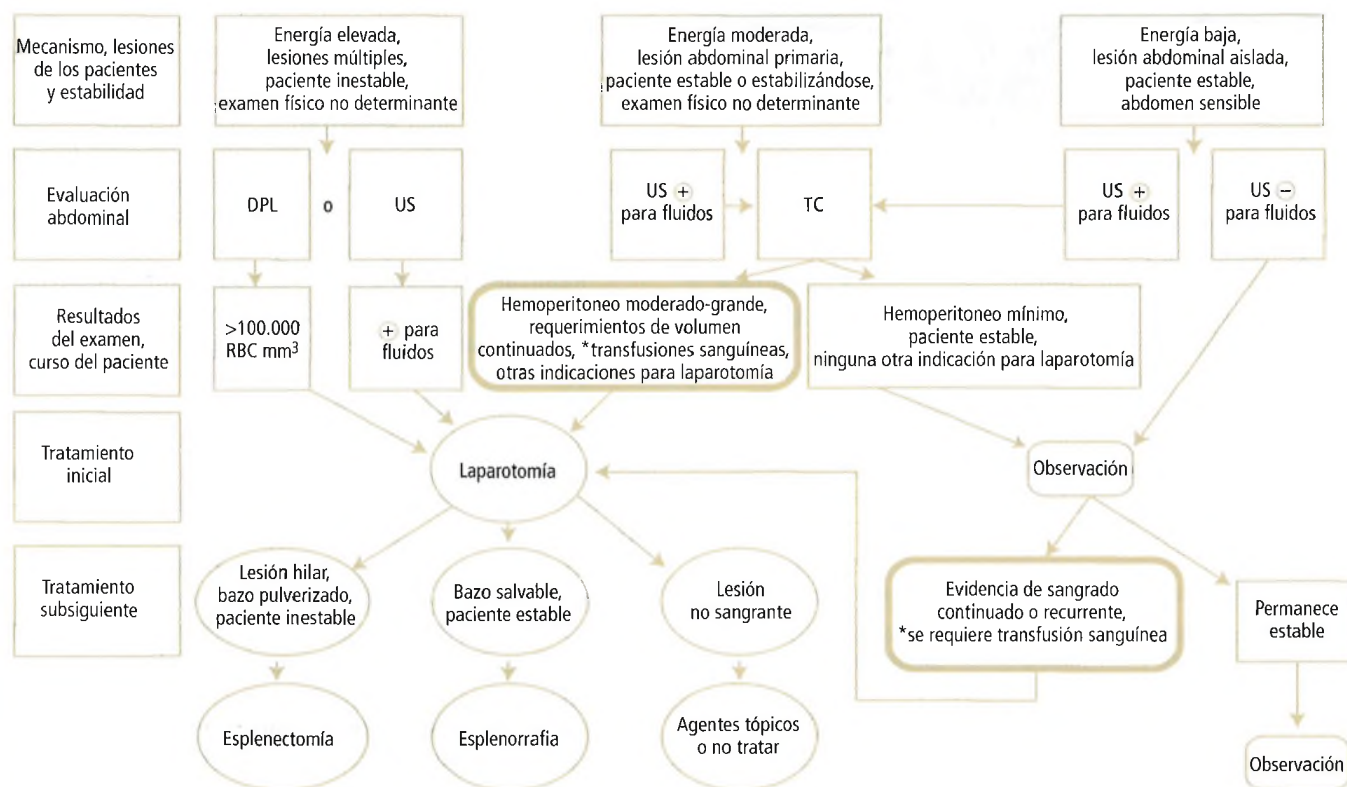 Mecanismo, lesiones
de los pacientes
y estabilidad
Energía elevada,
lesiones múltiples,
paciente inestable,
examen físico no determinante
Energía moderada,
lesión abdominal primaria,
paciente estable o estabilizándose,
examen físico no determinante
Energía baja,
lesión abdominal aislada,
paciente estable,
abdomen sensible
Evaluación
abdominal
DPL
o
US
US +
para fluidos
TC
US +
para fluidos
US −
para fluidos
Resultados
del examen,
curso del paciente
>100.000
RBC mm³
+ para
fluidos
Hemoperitoneo moderado-grande,
requerimientos de volumen
continuados, *transfusiones sanguíneas,
otras indicaciones para laparotomía
Hemoperitoneo mínimo,
paciente estable,
ninguna otra indicación para laparotomía
Tratamiento
inicial
Laparotomía
Observación
Tratamiento
subsiguiente
Lesión hilar,
bazo pulverizado,
paciente inestable
Bazo salvable,
paciente estable
Lesión
no sangrante
Evidencia de sangrado
continuado o recurrente,
*se requiere transfusión sanguínea
Permanece
estable
Esplenectomía
Esplenorrafia
Agentes tópicos
o no tratar
Observación